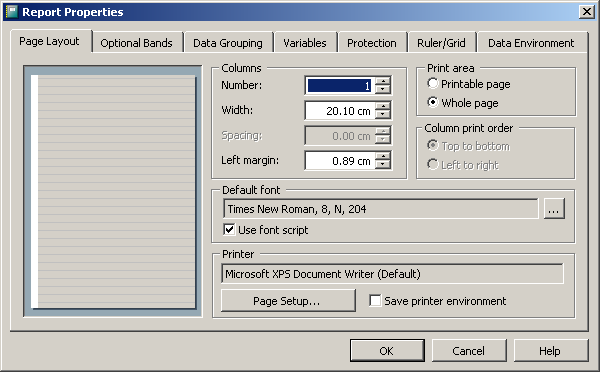 Report Properties
Page Layout Optional Bands Data Grouping Variables Protection Ruler/Grid Data Environment
Columns
Number: 1
Width: 20.10 cm
Spacing: 0.00 cm
Left margin: 0.89 cm
Print area
Printable page
Whole page
Column print order
Top to bottom
Left to right
Default font
Times New Roman, 8, N, 204 ...
Use font script
Printer
Microsoft XPS Document Writer (Default)
Page Setup... Save printer environment
OK Cancel Help